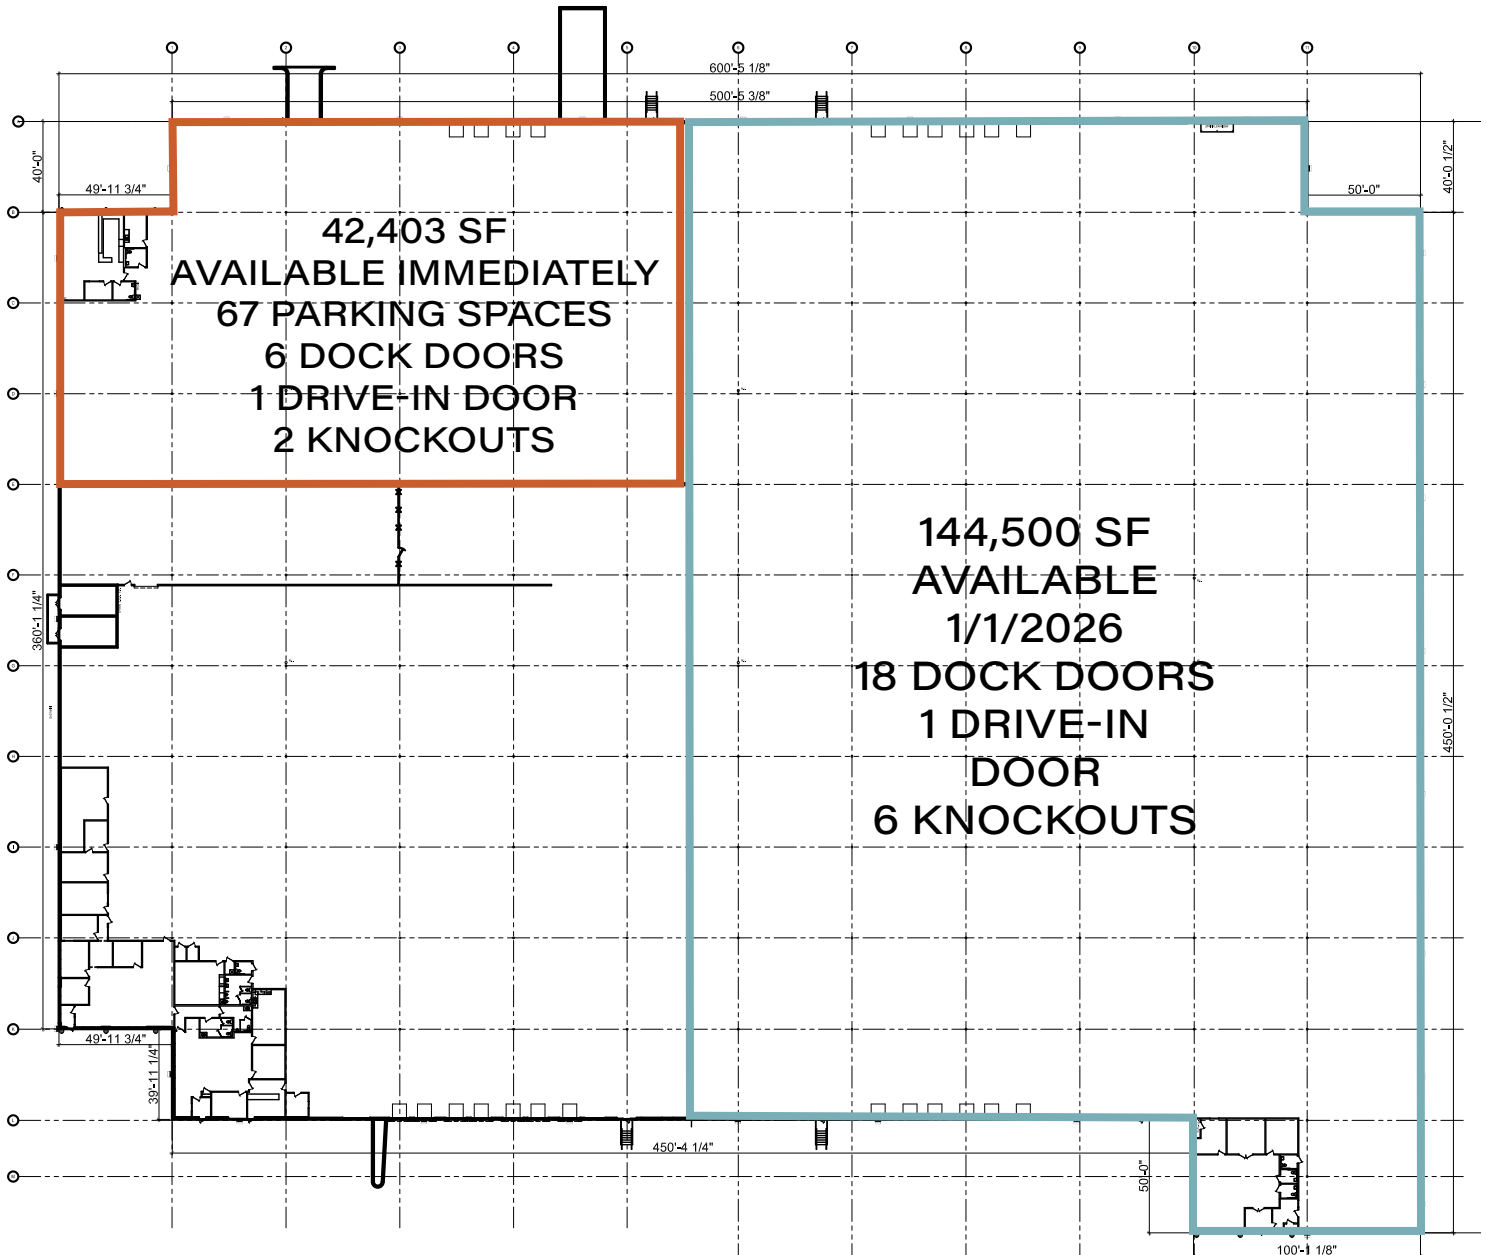 600'-5 1/8"
500'-5 3/8"
40'-0"
49'-11 3/4"
50'-0"
40'-0 1/2"
42,403 SF
AVAILABLE IMMEDIATELY
67 PARKING SPACES
6 DOCK DOORS
1 DRIVE-IN DOOR
2 KNOCKOUTS
144,500 SF
AVAILABLE
1/1/2026
18 DOCK DOORS
1 DRIVE-IN
DOOR
6 KNOCKOUTS
360'-1 1/4"
450'-0 1/2"
49'-11 3/4"
39'-11 1/4"
450'-4 1/4"
50'-0"
100'-1 1/8"